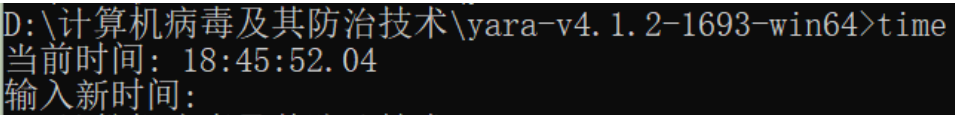 D:\计算机病毒及其防治技术\yara-v4.1.2-1693-win64>time
当前时间: 18:45:52.04
输入新时间: